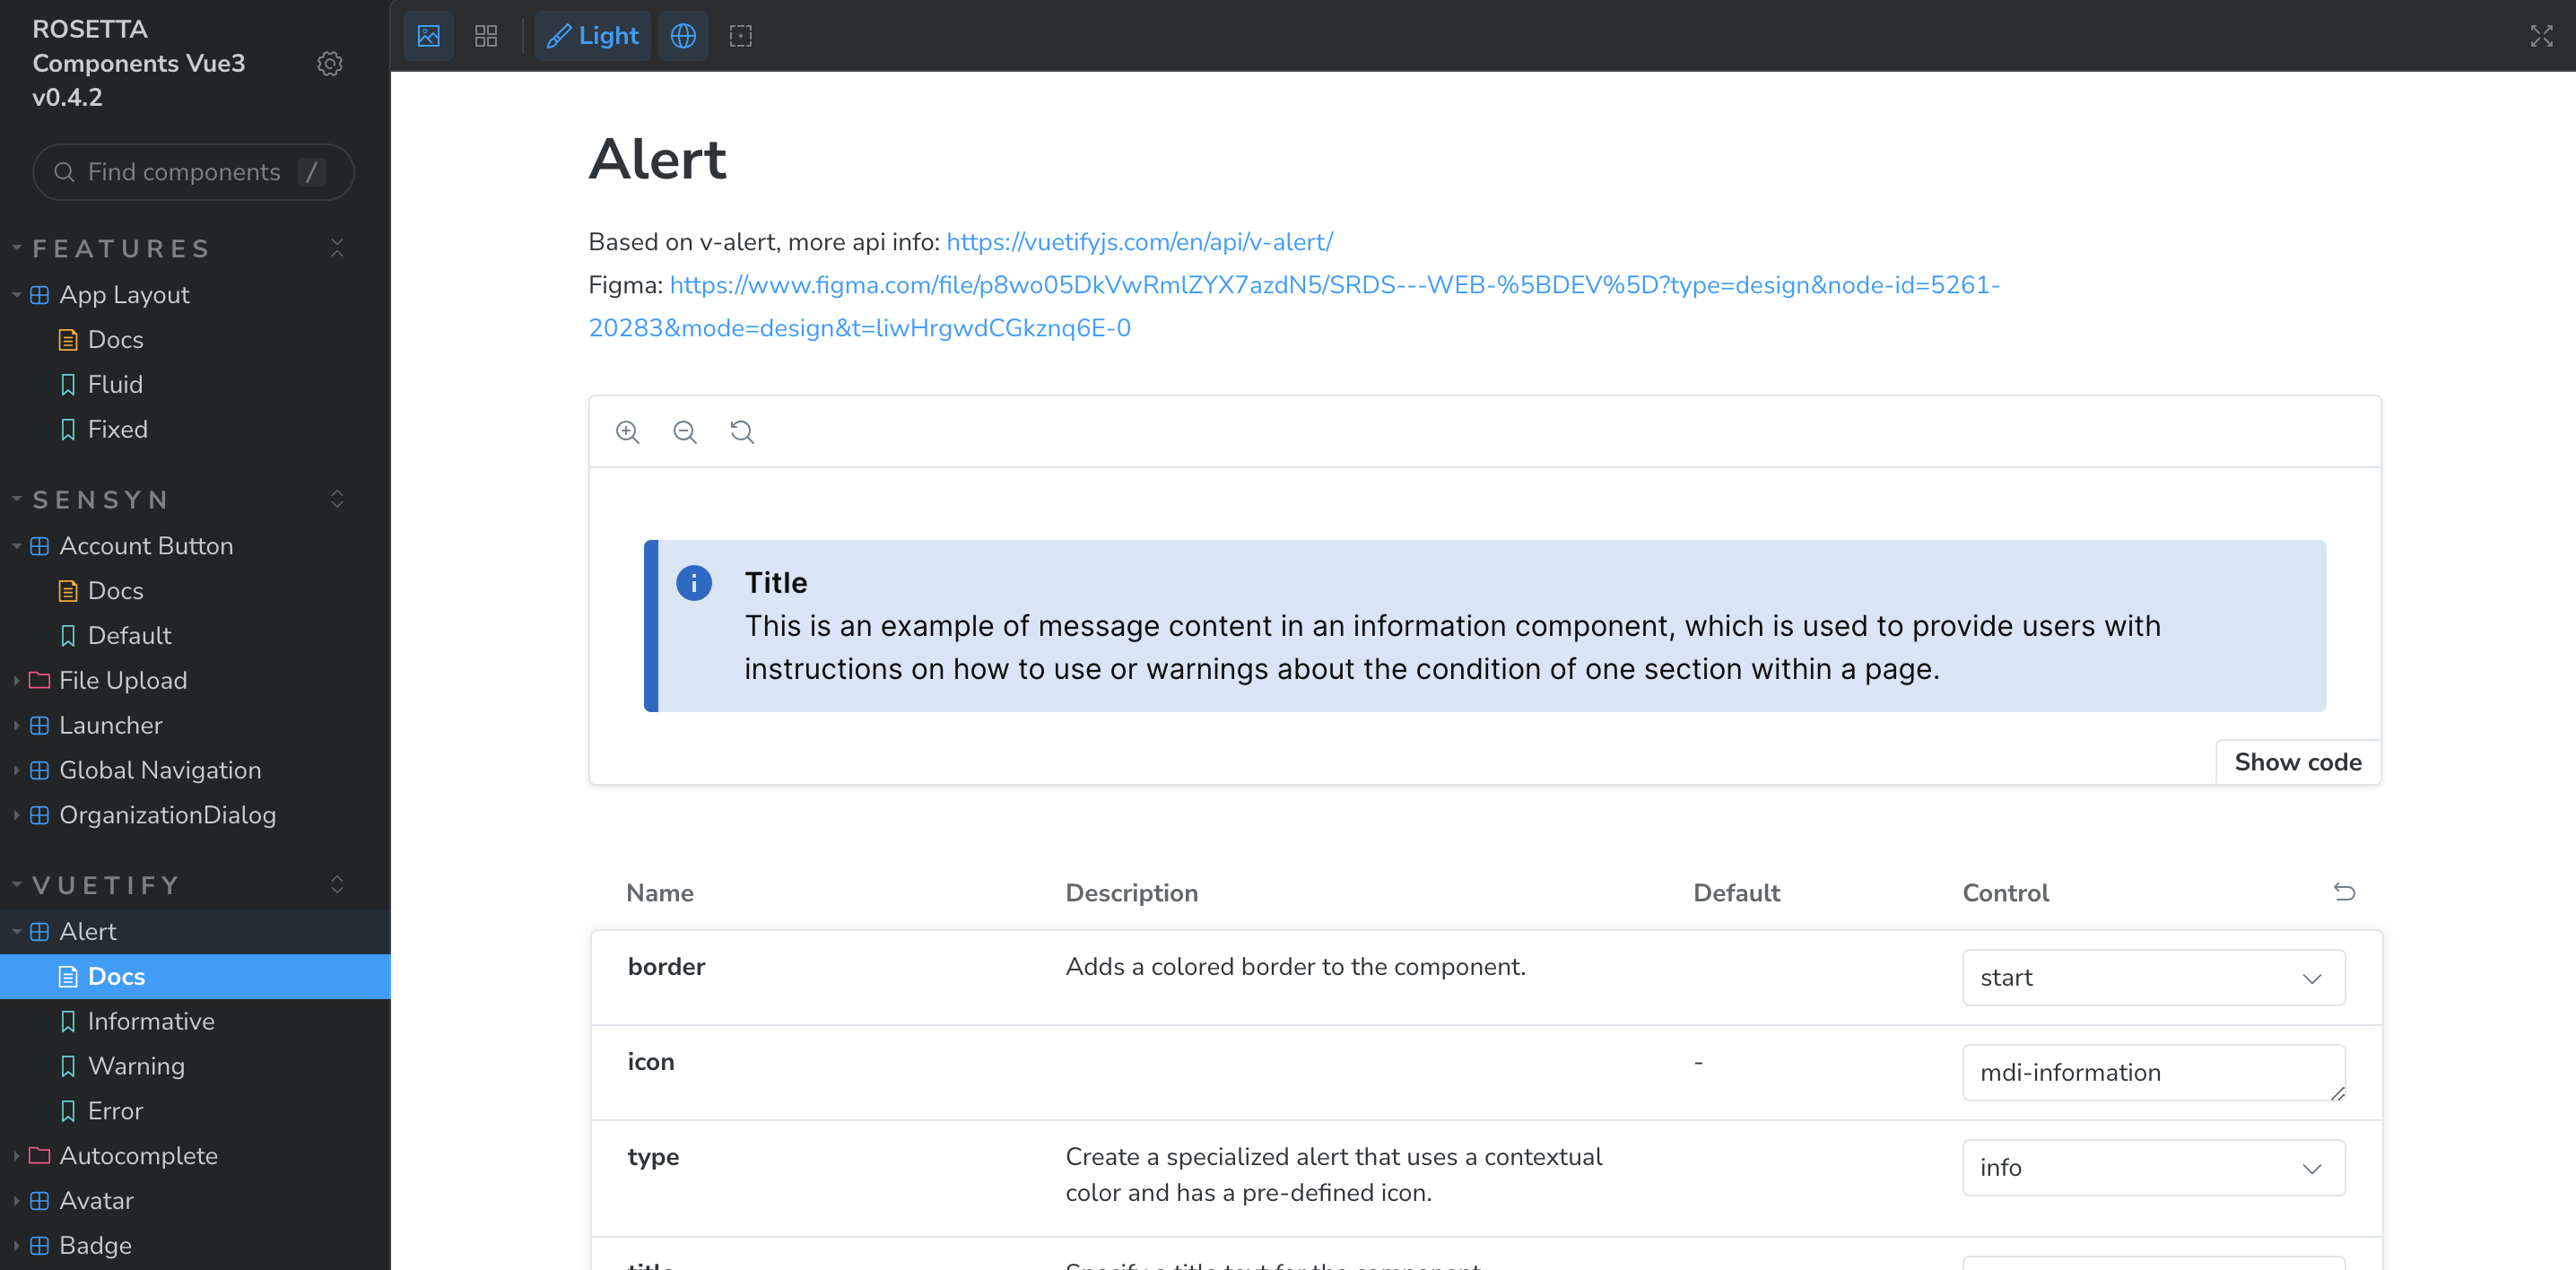 ROSETTA
Components Vue3
v0.4.2
Find components /
FEATURES
App Layout
Docs
Fluid
Fixed
SENSYN
Account Button
Docs
Default
File Upload
Launcher
Global Navigation
OrganizationDialog
VUETIFY
Alert
Docs
Informative
Warning
Error
Autocomplete
Avatar
Badge
Light
Alert
Based on v-alert, more api info: https://vuetifyjs.com/en/api/v-alert/
Figma: https://www.figma.com/file/p8wo05DkVwRmlZYX7azdN5/SRDS---WEB-%5BDEV%5D?type=design&node-id=5261-
20283&mode=design&t=liwHrgwdCGkznq6E-0
Title
This is an example of message content in an information component, which is used to provide users with
instructions on how to use or warnings about the condition of one section within a page.
Show code
Name Description Default Control
border Adds a colored border to the component. start
icon - mdi-information
type Create a specialized alert that uses a contextual info
color and has a pre-defined icon.
title Specify a title text for the component